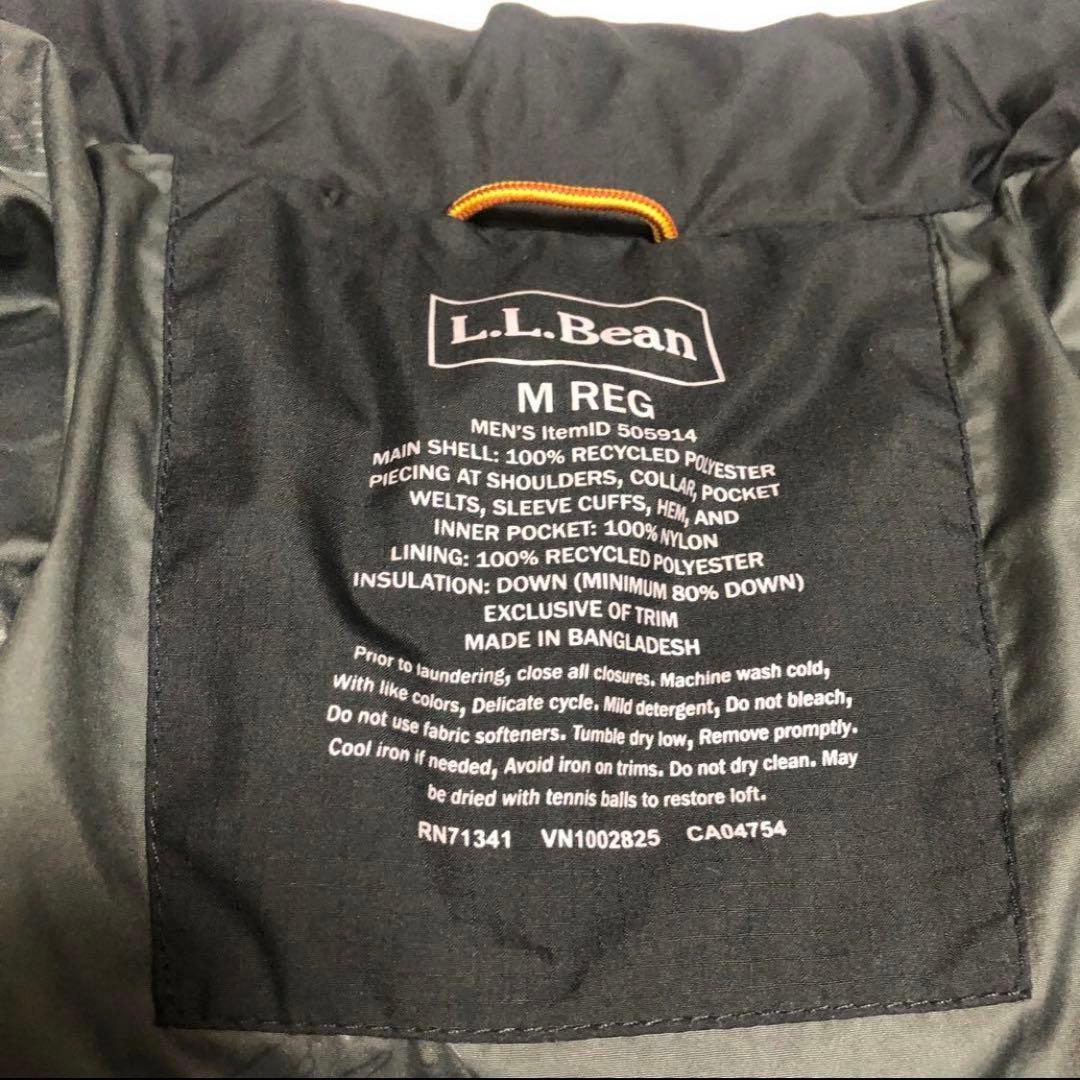 L.L.Bean
M REG
MEN'S ItemID 505914
MAIN SHELL: 100% RECYCLED POLYESTER
PIECING AT SHOULDERS, COLLAR, POCKET
WELTS, SLEEVE CUFFS, HEM, AND
INNER POCKET: 100% NYLON
LINING: 100% RECYCLED POLYESTER
INSULATION: DOWN (MINIMUM 80% DOWN)
EXCLUSIVE OF TRIM
MADE IN BANGLADESH
Prior to laundering, close all closures. Machine wash cold,
With like colors, Delicate cycle. Mild detergent, Do not bleach,
Do not use fabric softeners. Tumble dry low, Remove promptly.
Cool iron if needed, Avoid iron on trims. Do not dry clean. May
be dried with tennis balls to restore loft.
RN71341 VN1002825 CA04754